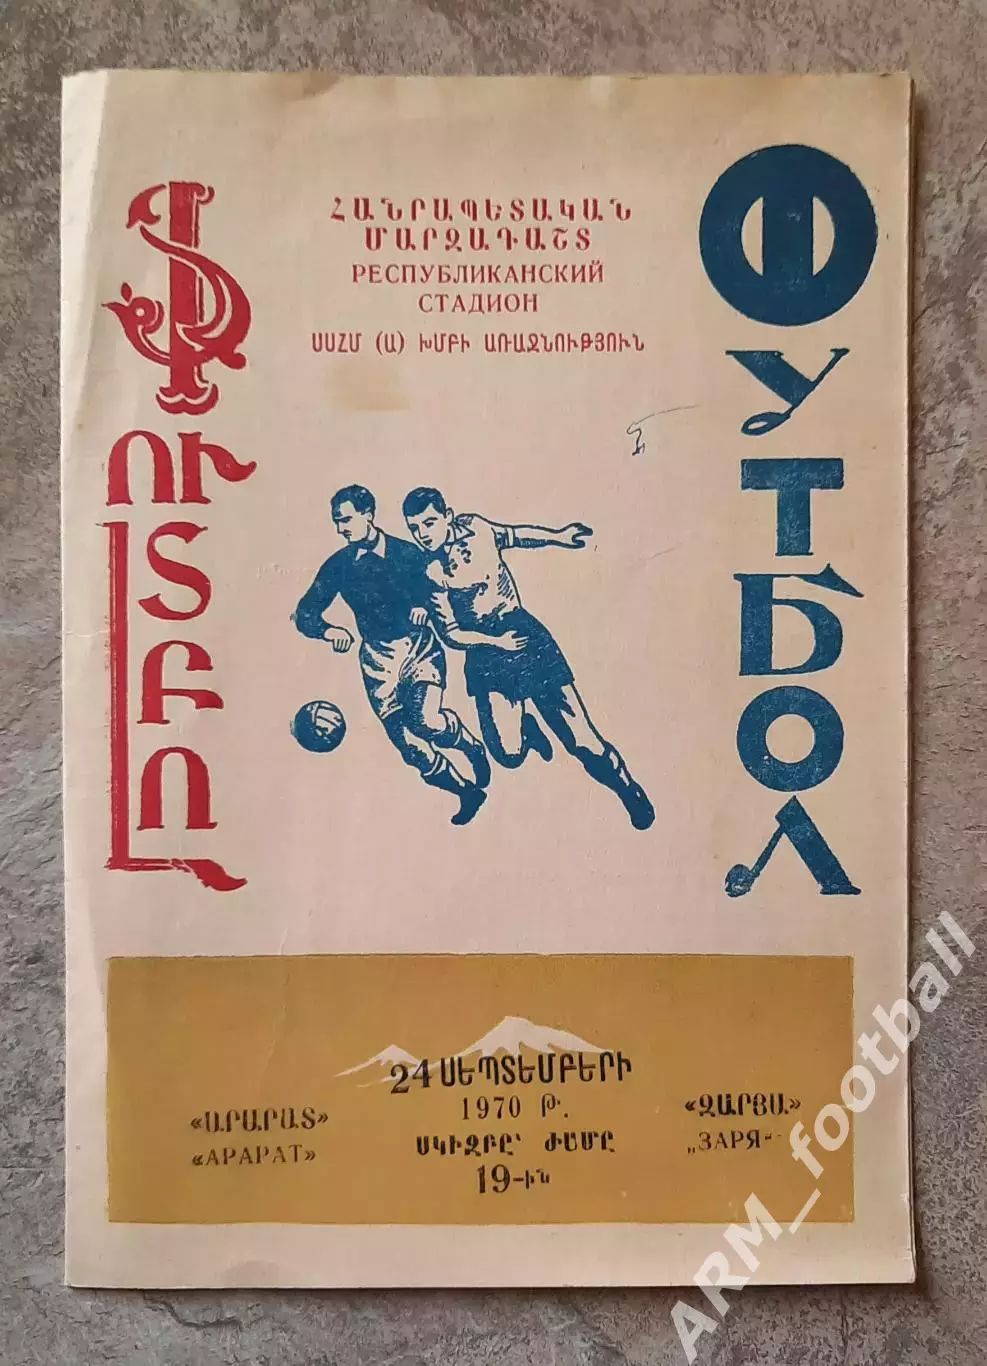 ՖՈՒՏԲՈԼ
ՀԱՆՐԱՊԵՏԱԿԱՆ
ՄԱՐԶԱԴԱՇՏ
РЕСПУБЛИКАНСКИЙ
СТАДИОН
ՍՍՀՄ (Ա) ԽՄԲԻ ԱՌԱՋՆՈՒԹՅՈՒՆ
ФУТБОЛ
24 ՍԵՊՏԵՄԲԵՐԻ
1970 Թ.
ՍԿԻԶԲԸ՝ ԺԱՄԸ
19-ԻՆ
«ԱՐԱՐԱՏ»
«АРАРАТ»
«ԶԱՐՅԱ»
„ЗАРЯ"
ARM_football